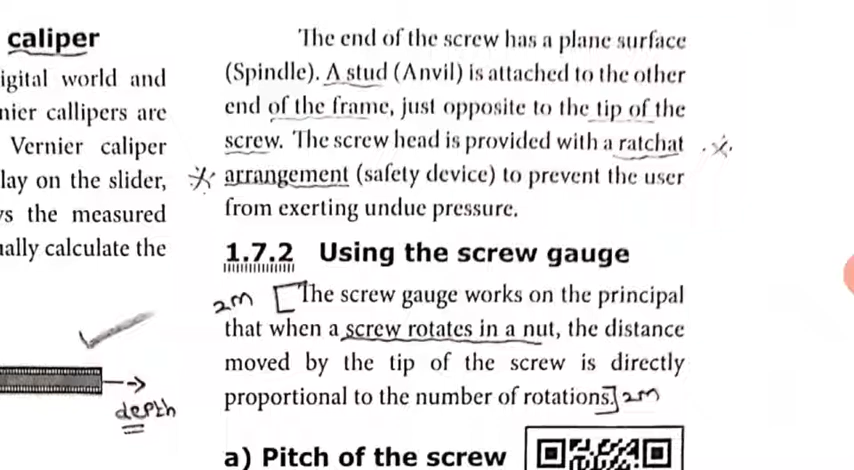 caliper
igital world and
nier callipers are
Vernier caliper
lay on the slider,
vs the measured
ually calculate the
depth
The end of the screw has a plane surface
(Spindle). A stud (Anvil) is attached to the other
end of the frame, just opposite to the tip of the
screw. The screw head is provided with a ratchat
arrangement (safety device) to prevent the user
from exerting undue pressure.
1.7.2 Using the screw gauge
2m [The screw gauge works on the principal
that when a screw rotates in a nut, the distance
moved by the tip of the screw is directly
proportional to the number of rotations.] 2m
a) Pitch of the screw